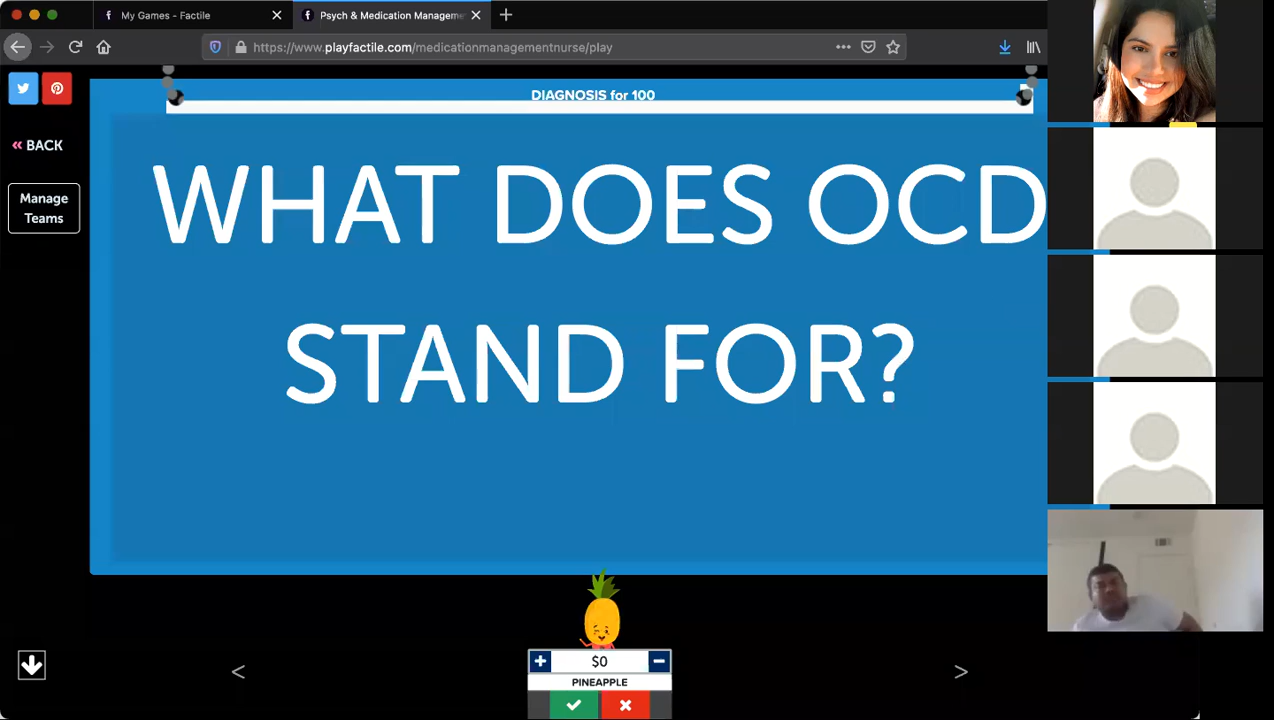 My Games - Factile
Psych & Medication Manageme
https://www.playfactile.com/medicationmanagementnurse/play
DIAGNOSIS for 100
« BACK
Manage
Teams
WHAT DOES OCD
STAND FOR?
$0
PINEAPPLE